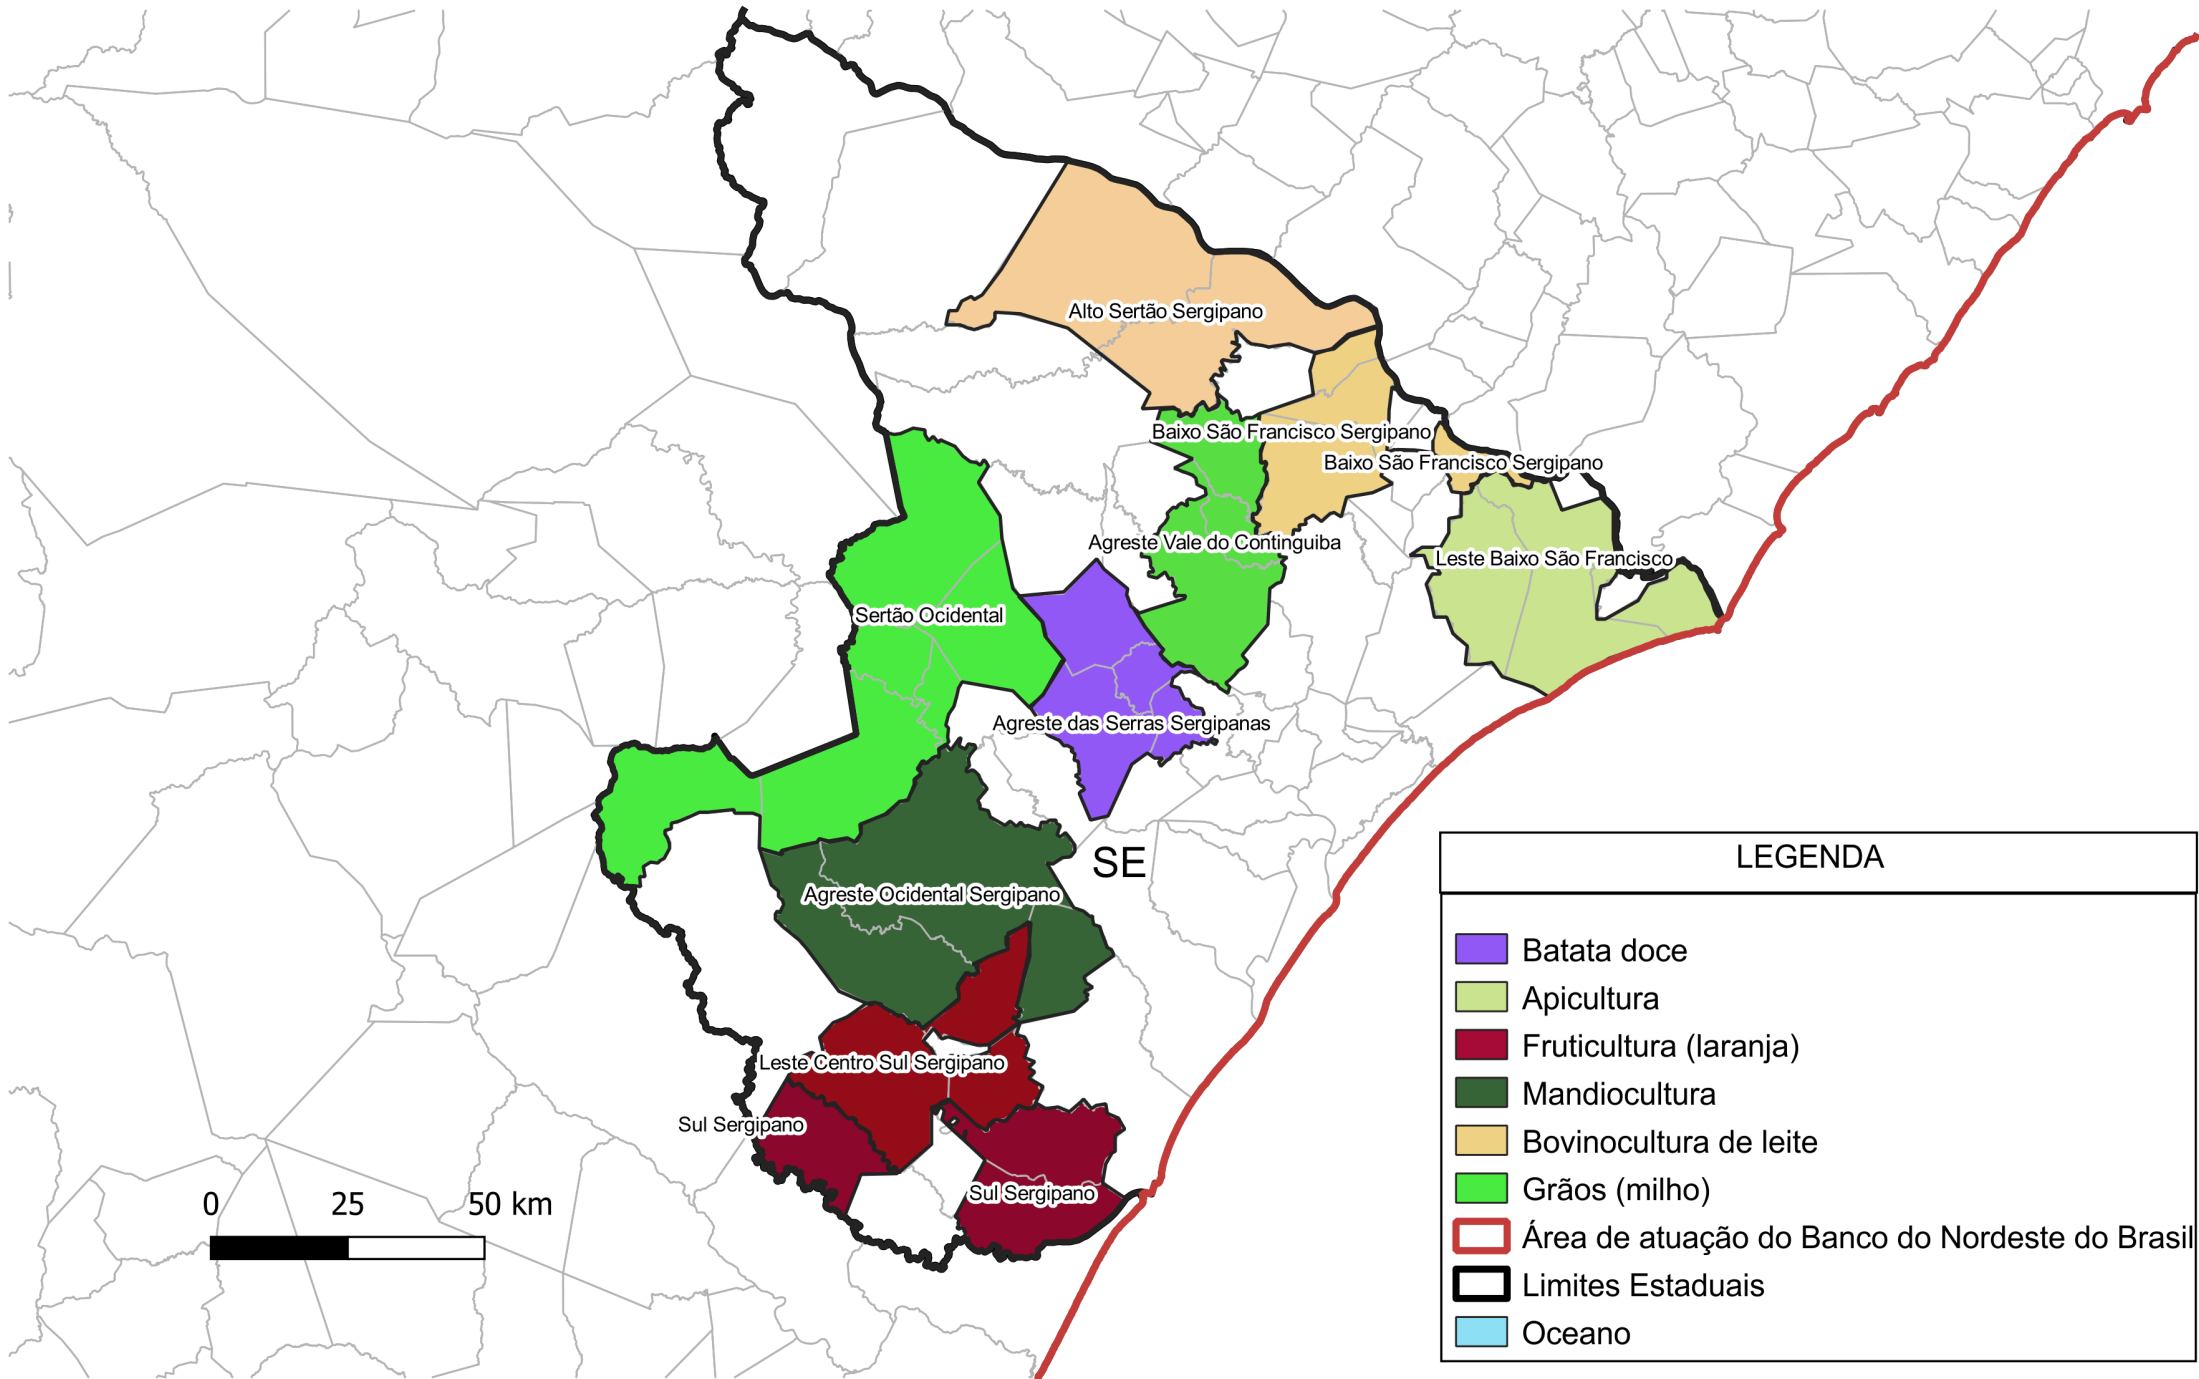 Alto Sertão Sergipano
Baixo São Francisco Sergipano
Baixo São Francisco Sergipano
Agreste Vale do Continguiba
Leste Baixo São Francisco
Sertão Ocidental
Agreste das Serras Sergipanas
SE
Agreste Ocidental Sergipano
Leste Centro Sul Sergipano
Sul Sergipano
Sul Sergipano
0 25 50 km
LEGENDA
Batata doce
Apicultura
Fruticultura (laranja)
Mandiocultura
Bovinocultura de leite
Grãos (milho)
Área de atuação do Banco do Nordeste do Brasil
Limites Estaduais
Oceano